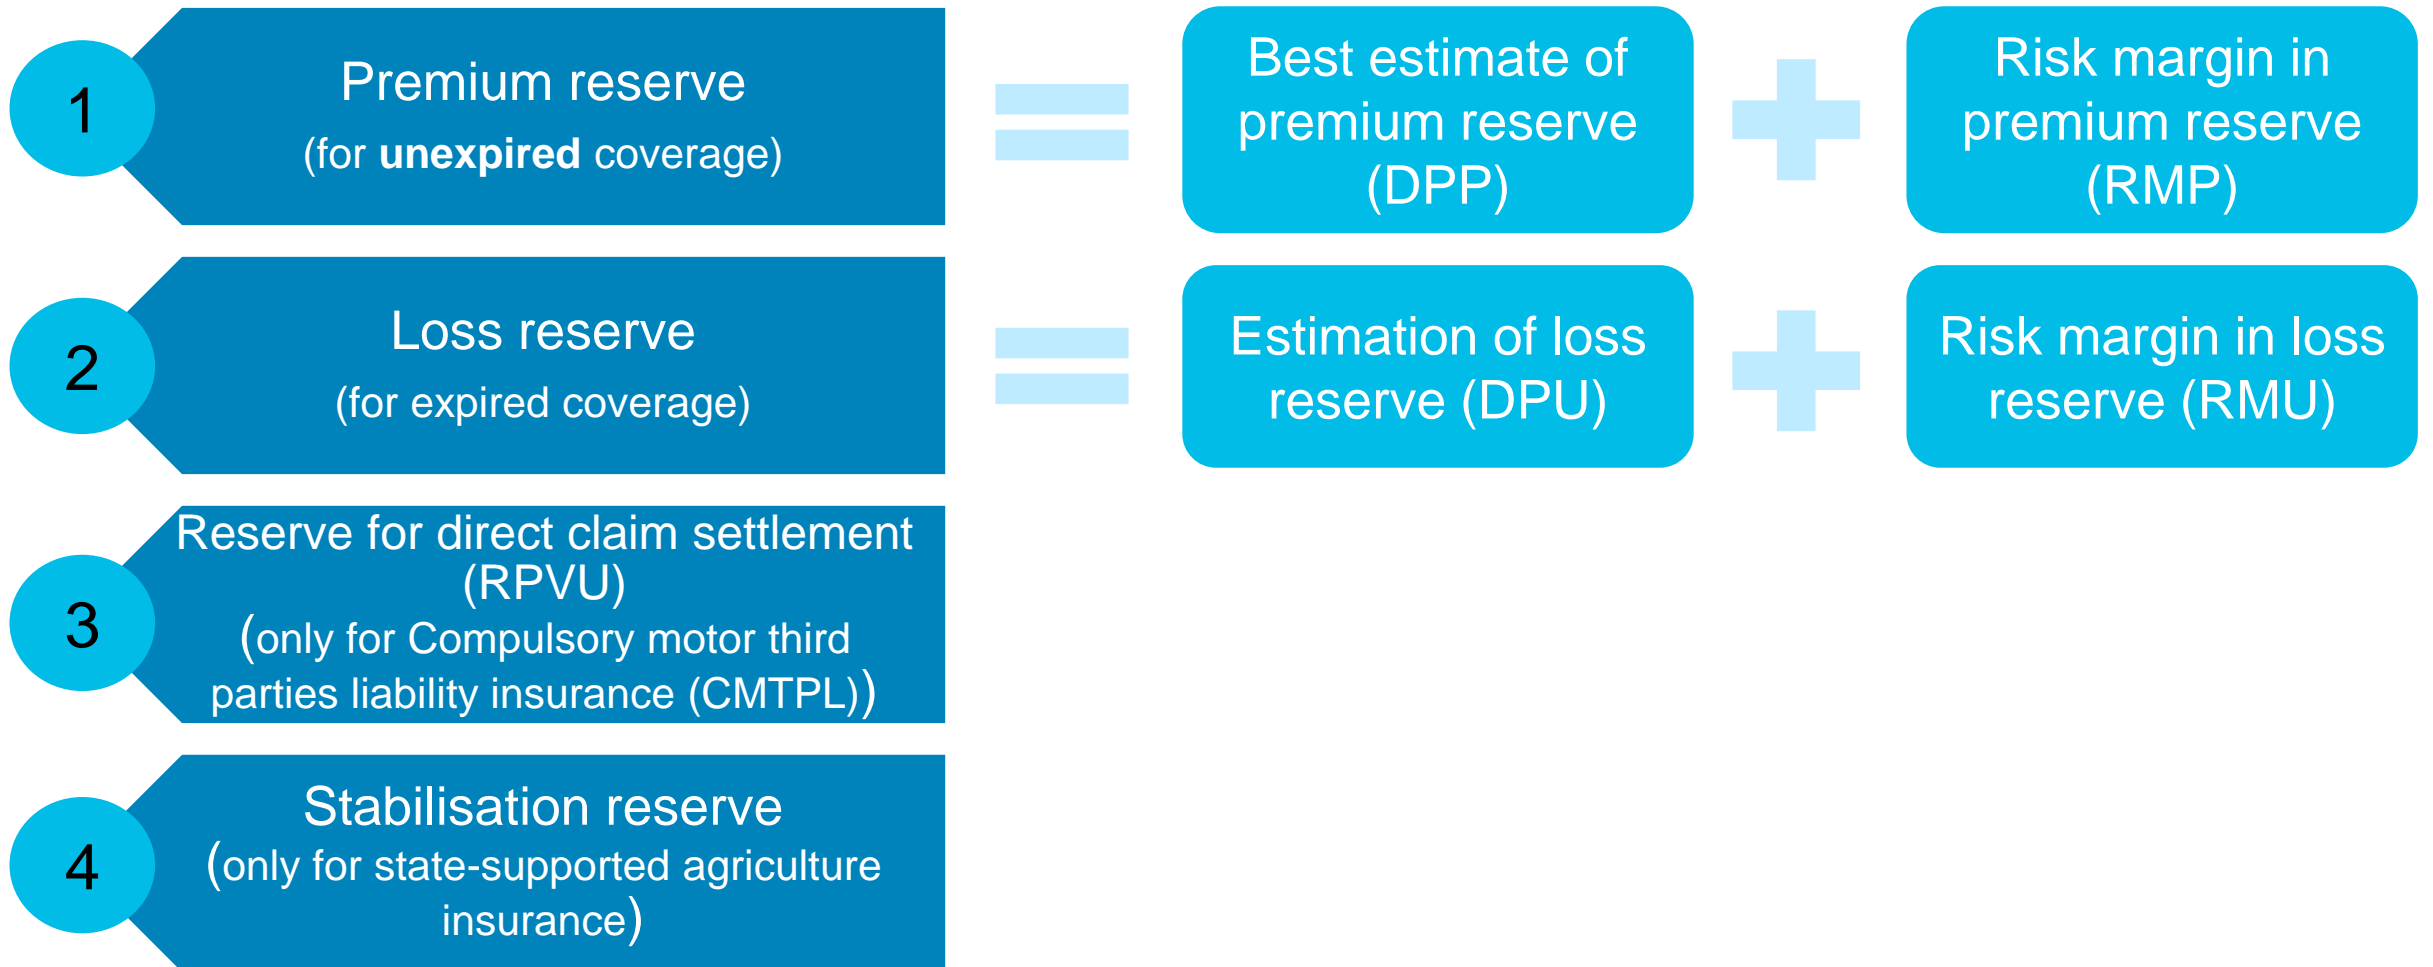 1
Premium reserve
(for unexpired coverage)
Best estimate of
premium reserve
(DPP)
Risk margin in
premium reserve
(RMP)
2
Loss reserve
(for expired coverage)
Estimation of loss
reserve (DPU)
Risk margin in loss
reserve (RMU)
3
Reserve for direct claim settlement
(RPVU)
(only for Compulsory motor third
parties liability insurance (CMTPL))
4
Stabilisation reserve
(only for state-supported agriculture
insurance)